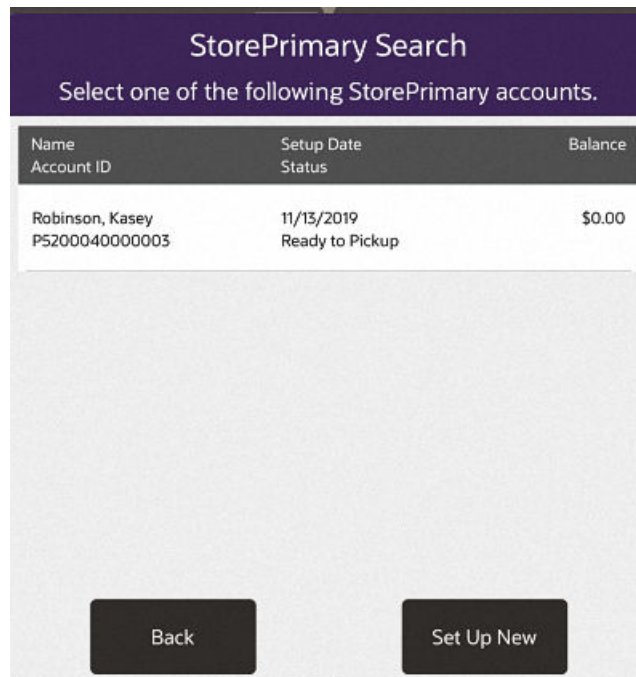 StorePrimary Search
Select one of the following StorePrimary accounts.
Name Setup Date Balance
Account ID Status
Robinson, Kasey 11/13/2019 $0.00
P5200040000003 Ready to Pickup
Back Set Up New